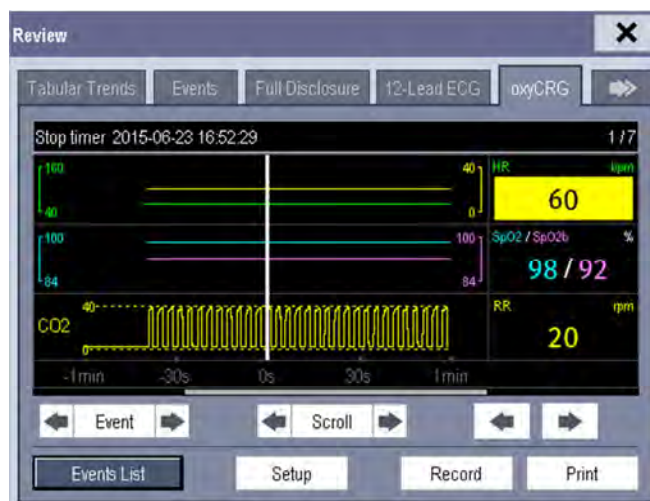 Review
Tabular Trends Events Full Disclosure 12-Lead ECG oxyCRG
Stop timer 2015-06-23 16:52:29 1/7
160 40 HR bpm
40 0 60
100 100 SpO2 / SpO2b %
84 84 98 / 92
CO2 40 RR rpm
0 20
-1min -30s 0s 30s 1min
Event Scroll
Events List Setup Record Print